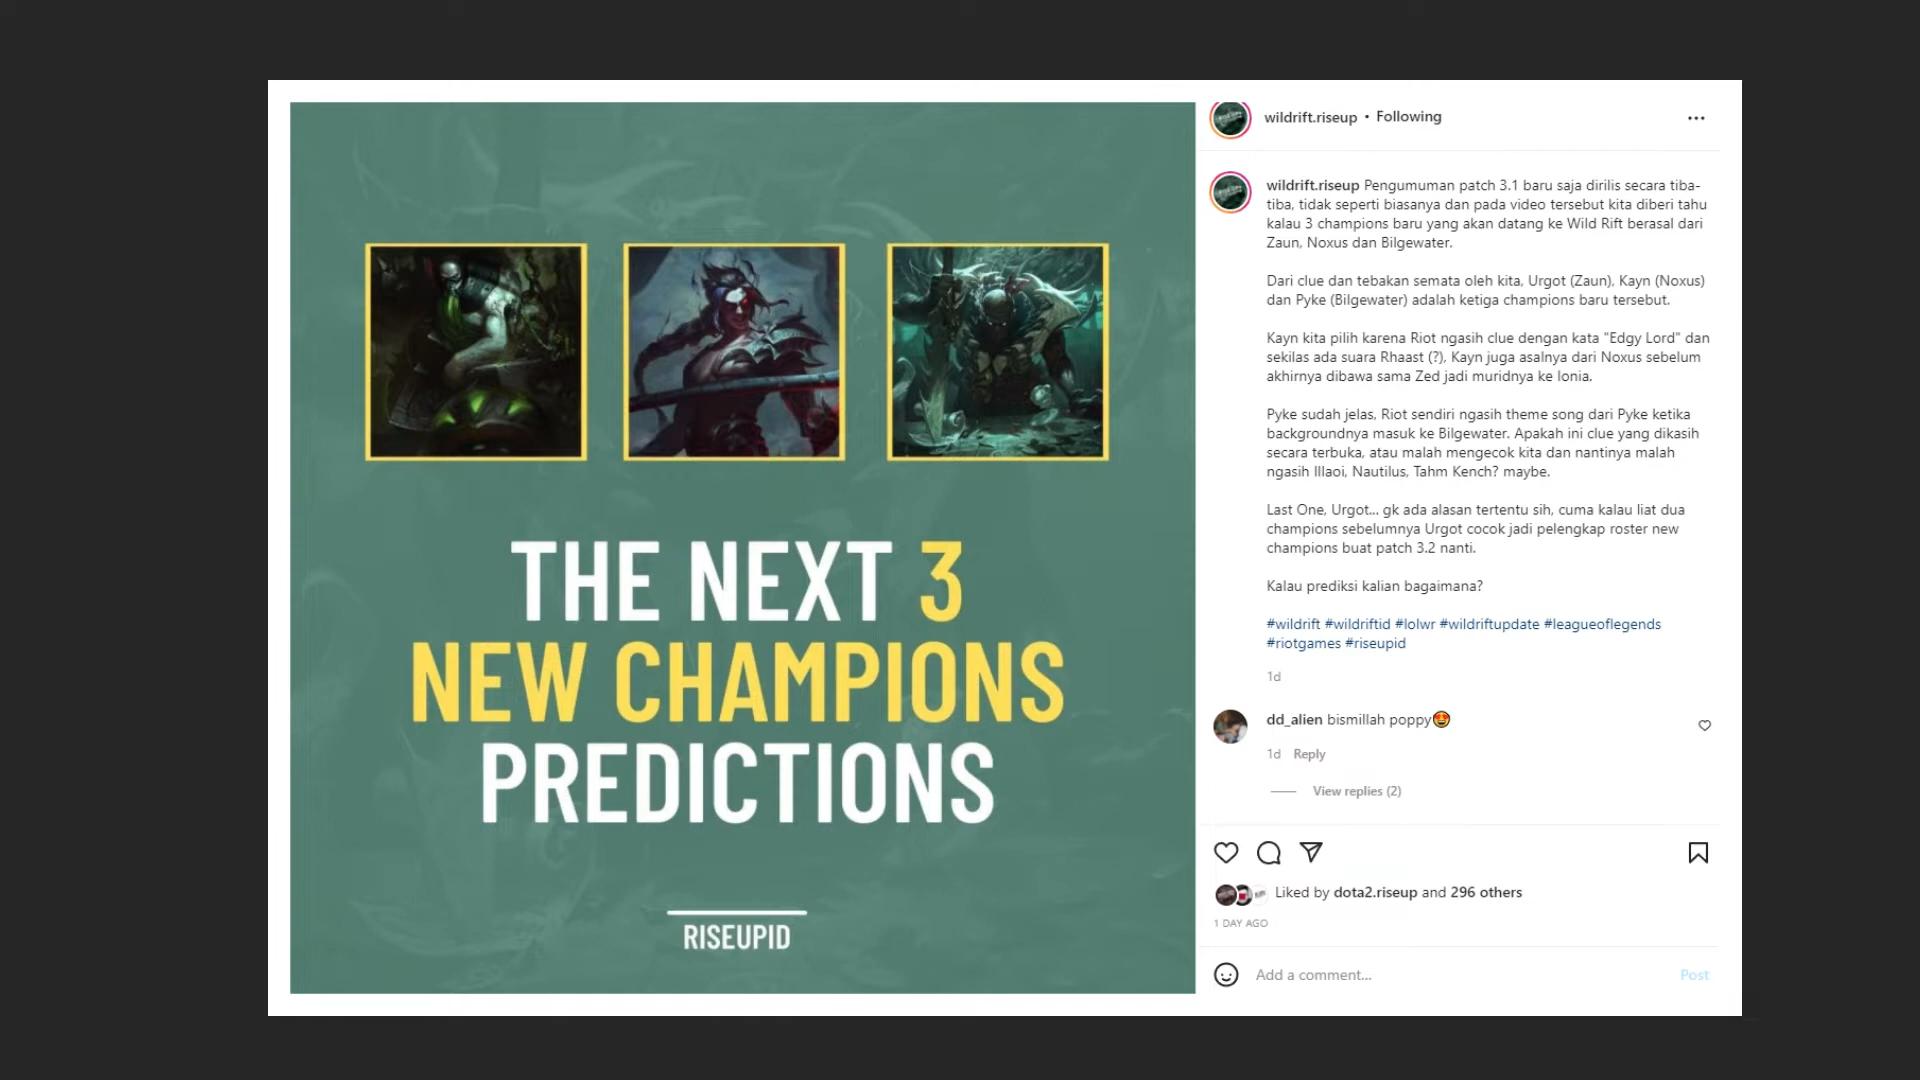 THE NEXT 3
NEW CHAMPIONS
PREDICTIONS
RISEUPID
wildrift.riseup • Following
wildrift.riseup Pengumuman patch 3.1 baru saja dirilis secara tiba-
tiba, tidak seperti biasanya dan pada video tersebut kita diberi tahu
kalau 3 champions baru yang akan datang ke Wild Rift berasal dari
Zaun, Noxus dan Bilgewater.
Dari clue dan tebakan semata oleh kita, Urgot (Zaun), Kayn (Noxus)
dan Pyke (Bilgewater) adalah ketiga champions baru tersebut.
Kayn kita pilih karena Riot ngasih clue dengan kata "Edgy Lord" dan
sekilas ada suara Rhaast (?), Kayn juga asalnya dari Noxus sebelum
akhirnya dibawa sama Zed jadi muridnya ke Ionia.
Pyke sudah jelas, Riot sendiri ngasih theme song dari Pyke ketika
backgroundnya masuk ke Bilgewater. Apakah ini clue yang dikasih
secara terbuka, atau malah mengecok kita dan nantinya malah
ngasih Illaoi, Nautilus, Tahm Kench? maybe.
Last One, Urgot... gk ada alasan tertentu sih, cuma kalau liat dua
champions sebelumnya Urgot cocok jadi pelengkap roster new
champions buat patch 3.2 nanti.
Kalau prediksi kalian bagaimana?
#wildrift #wildriftid #lolwr #wildriftupdate #leagueoflegends
#riotgames #riseupid
1d
dd_alien bismillah poppy😍
1d Reply
View replies (2)
Liked by dota2.riseup and 296 others
1 DAY AGO
Add a comment...
Post